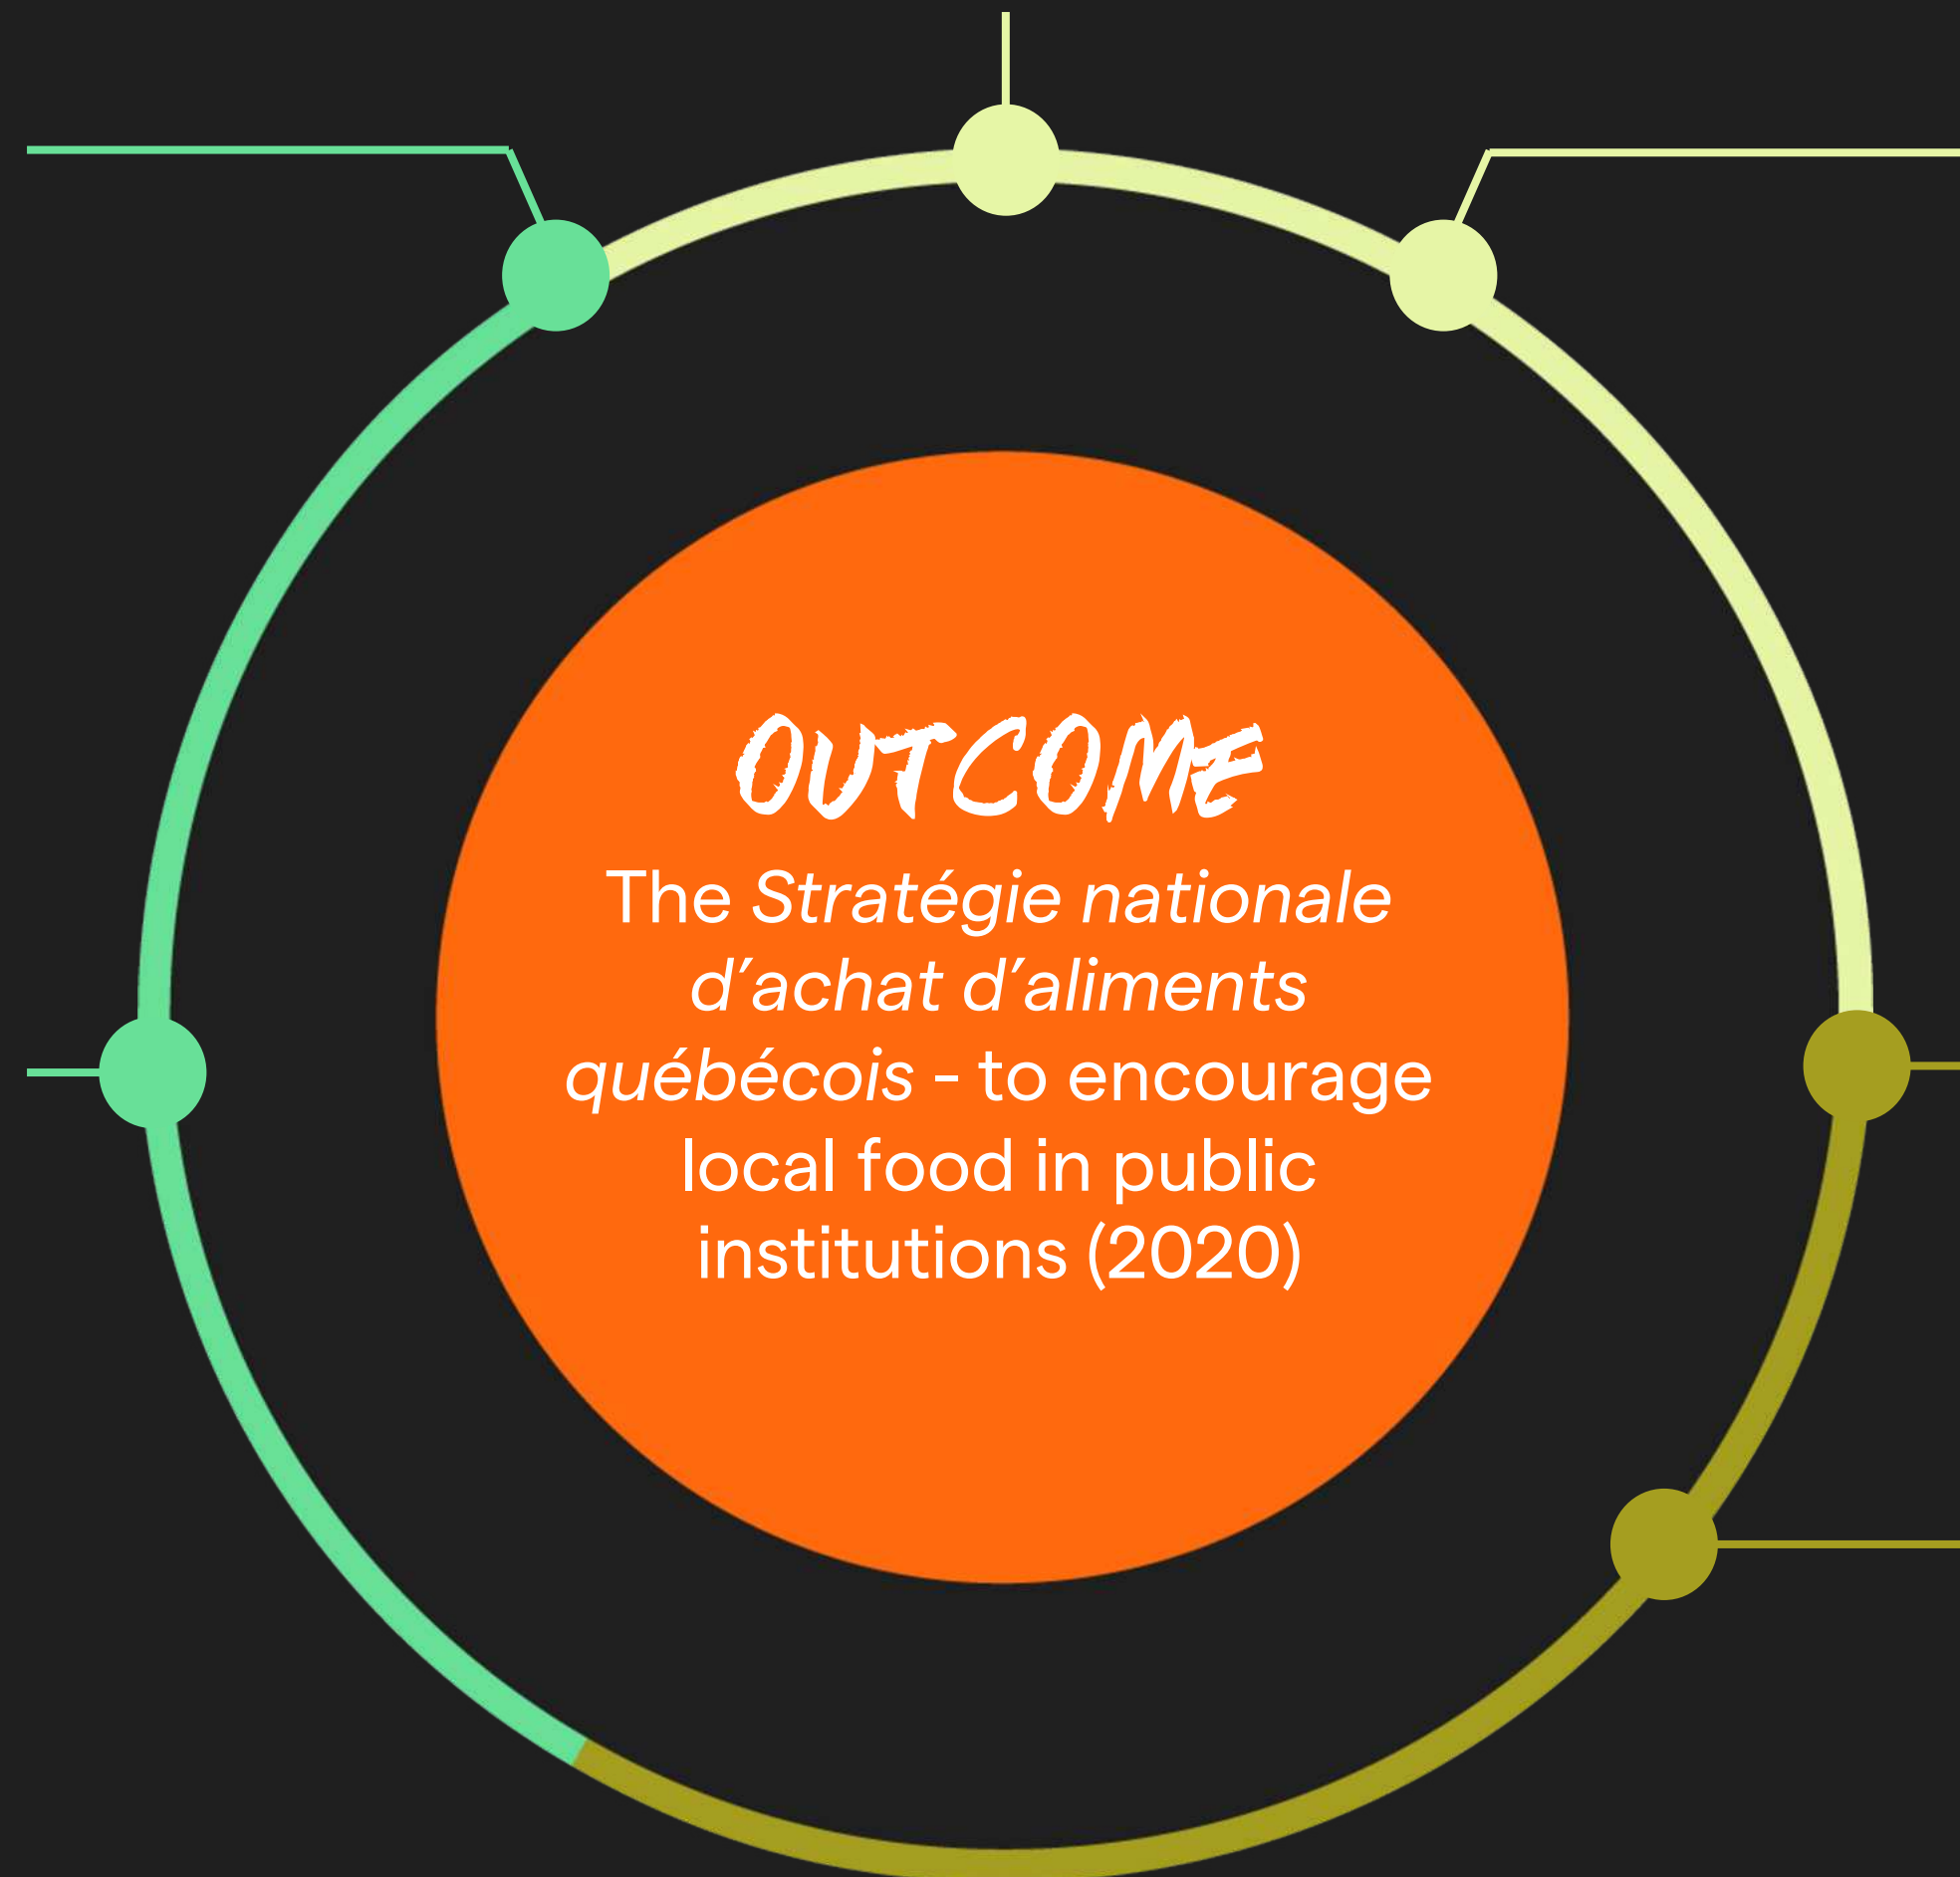 OUTCOME
The Stratégie nationale
d'achat d'aliments
québécois - to encourage
local food in public
institutions (2020)